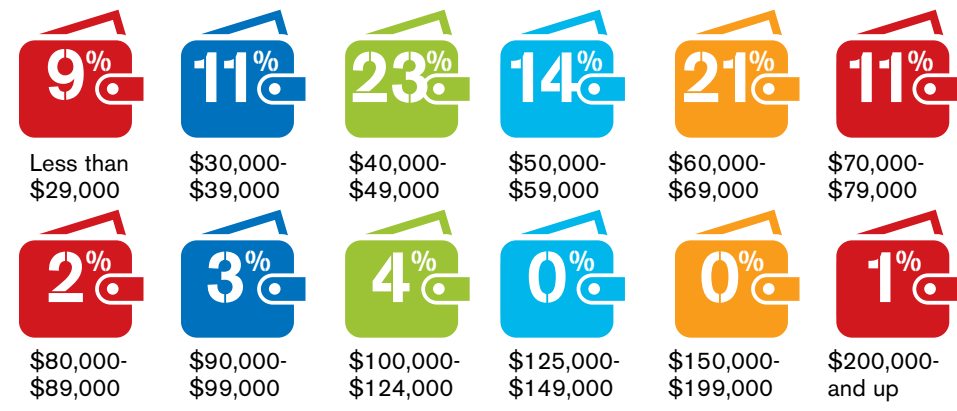 9% 11% 23% 14% 21% 11%
Less than $30,000- $40,000- $50,000- $60,000- $70,000-
$29,000 $39,000 $49,000 $59,000 $69,000 $79,000
2% 3% 4% 0% 0% 1%
$80,000- $90,000- $100,000- $125,000- $150,000- $200,000-
$89,000 $99,000 $124,000 $149,000 $199,000 and up